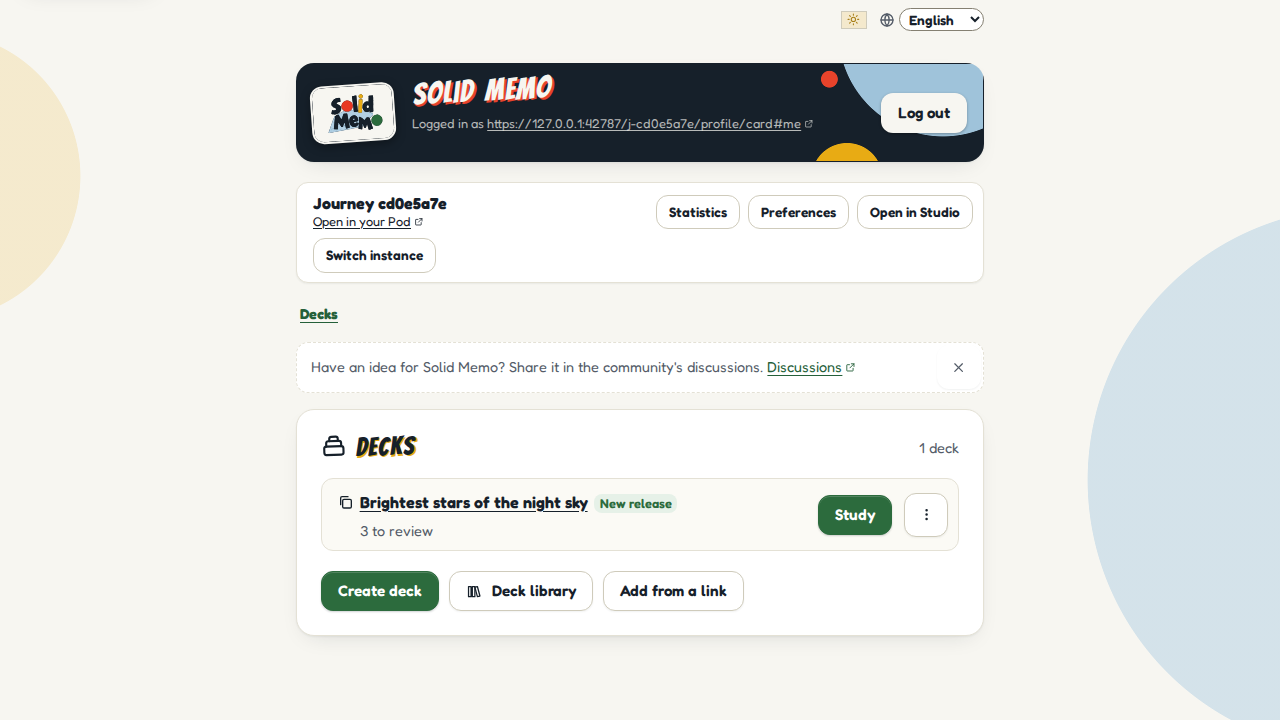 English
Solid Memo
SOLID MEMO
Logged in as https://127.0.0.1:42787/j-cd0e5a7e/profile/card#me
Log out
Journey cd0e5a7e
Open in your Pod
Statistics
Preferences
Open in Studio
Switch instance
Decks
Have an idea for Solid Memo? Share it in the community's discussions. Discussions
DECKS
1 deck
Brightest stars of the night sky New release
3 to review
Study
Create deck
Deck library
Add from a link